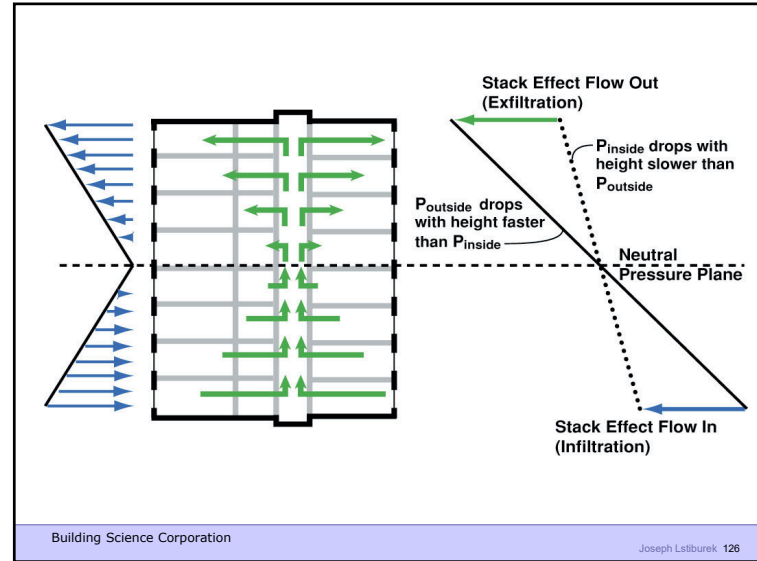 Stack Effect Flow Out
(Exfiltration)
Pinside drops with
height slower than
Poutside
Poutside drops
with height faster
than Pinside
Neutral
Pressure Plane
Stack Effect Flow In
(Infiltration)
Building Science Corporation
Joseph Lstiburek 126